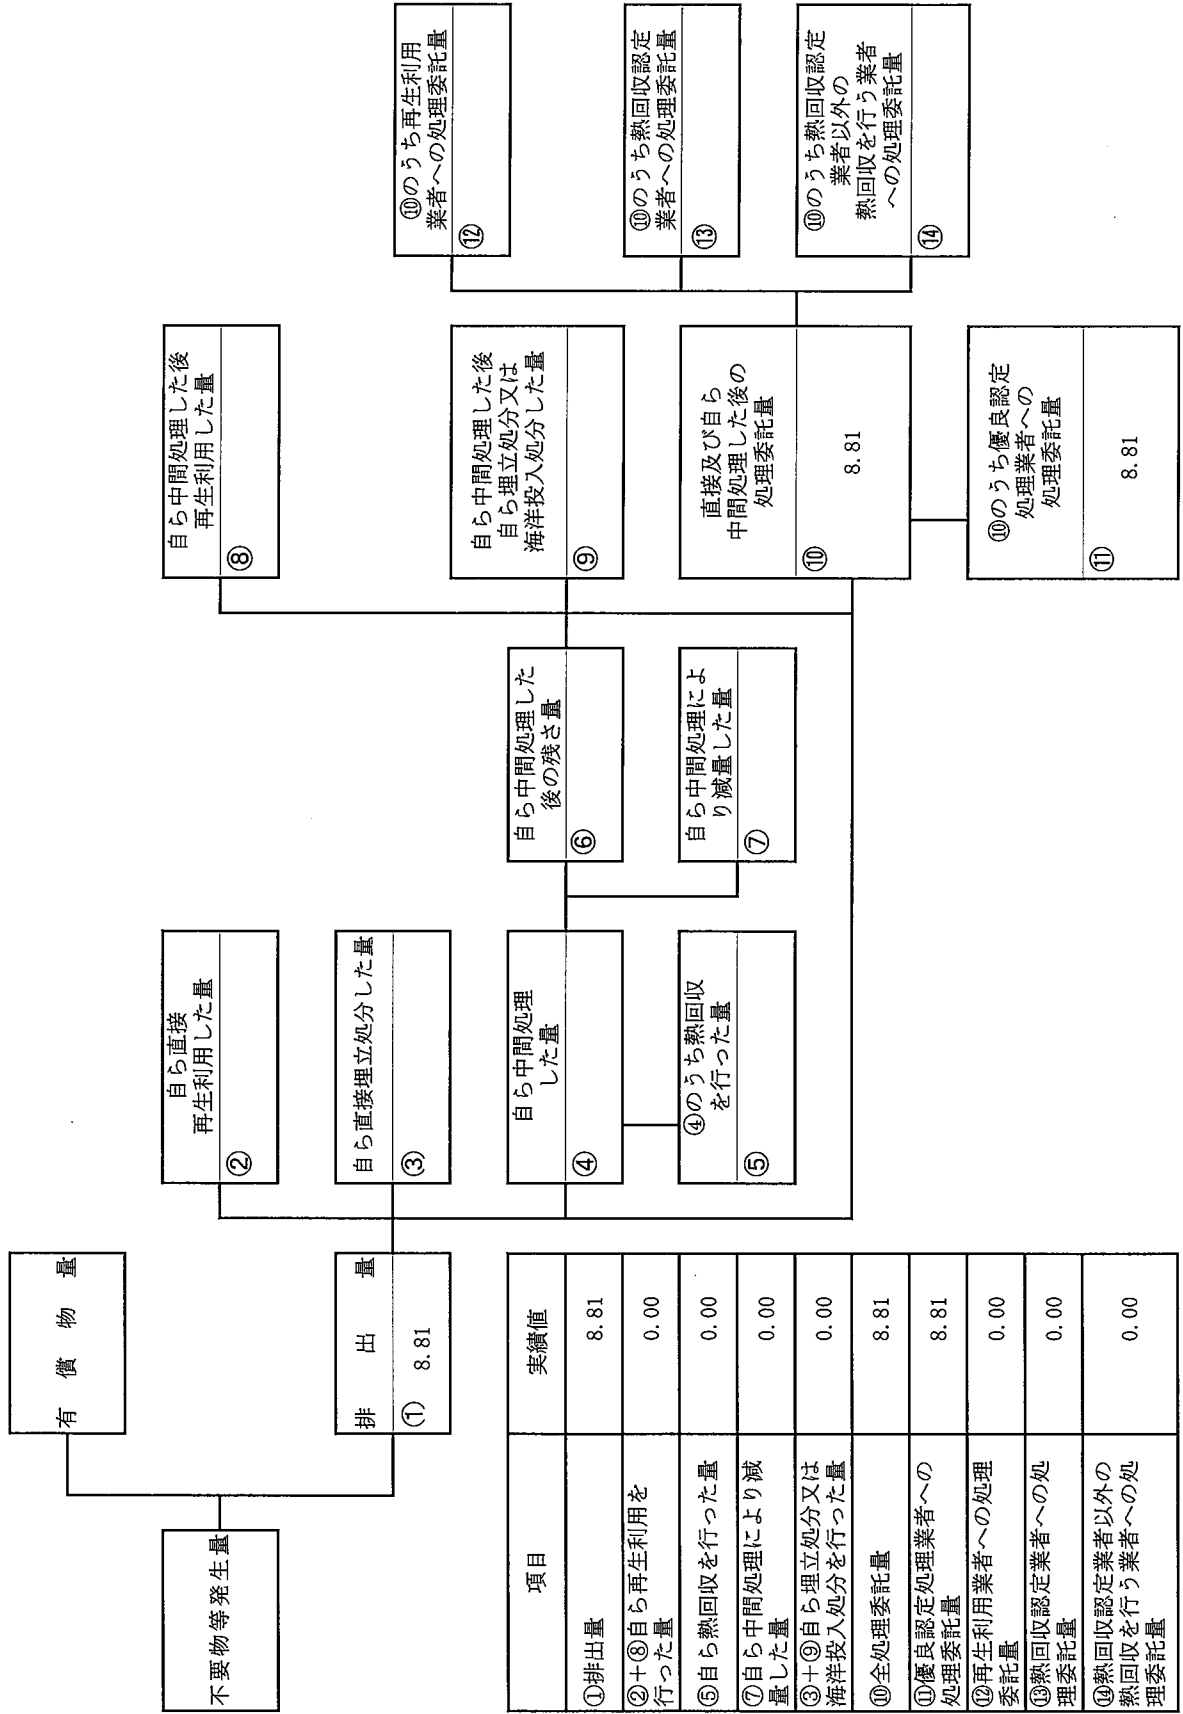 有償物量
不要物等発生量
排出量
①
8.81
自ら直接
再生利用した量
②
自ら直接埋立処分した量
③
自ら中間処理
した量
④
④のうち熱回収
を行った量
⑤
自ら中間処理した
後の残さ量
⑥
自ら中間処理によ
り減量した量
⑦
自ら中間処理した後
再生利用した量
⑧
自ら中間処理した後
自ら埋立処分又は
海洋投入処分した量
⑨
直接及び自ら
中間処理した後の
処理委託量
⑩
8.81
⑩のうち優良認定
処理業者への
処理委託量
⑪
8.81
⑩のうち再生利用
業者への処理委託量
⑫
⑩のうち熱回収認定
業者への処理委託量
⑬
⑩のうち熱回収認定
業者以外の
熱回収を行う業者
への処理委託量
⑭
項目 実績値
①排出量 8.81
②+⑧自ら再生利用を
行った量 0.00
⑤自ら熱回収を行った量 0.00
⑦自ら中間処理により減
量した量 0.00
③+⑨自ら埋立処分又は
海洋投入処分を行った量 0.00
⑩全処理委託量 8.81
⑪優良認定処理業者への
処理委託量 8.81
⑫再生利用業者への処理
委託量 0.00
⑬熱回収認定業者への処
理委託量 0.00
⑭熱回収認定業者以外の
熱回収を行う業者への処
理委託量 0.00